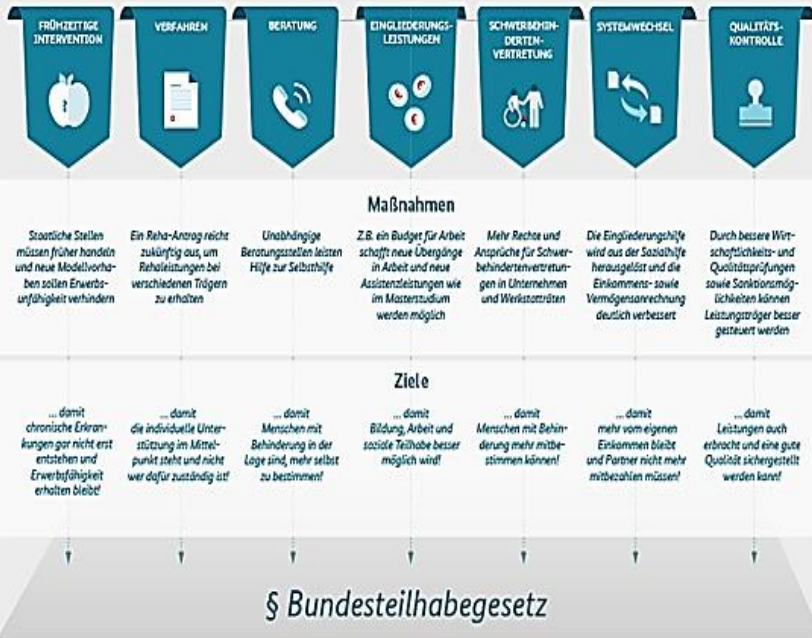 FRÜHZEITIGE
INTERVENTION
VERFAHREN
BERATUNG
EINGLIEDERUNGS-
LEISTUNGEN
SCHWERBEHIN-
DERTEN-
VERTRETUNG
SYSTEMWECHSEL
QUALITÄTS-
KONTROLLE
Maßnahmen
Staatliche Stellen
müssen früher handeln
und neue Modellvorha-
ben sollen Erwerbs-
unfähigkeit verhindern
Ein Reha-Antrag reicht
zukünftig aus, um
Rehaleistungen bei
verschiedenen Trägern
zu erhalten
Unabhängige
Beratungsstellen leisten
Hilfe zur Selbsthilfe
Z.B. ein Budget für Arbeit
schafft neue Übergänge
in Arbeit und neue
Assistenzleistungen wie
im Masterstudium
werden möglich
Mehr Rechte und
Ansprüche für Schwer-
behindertenvertretun-
gen in Unternehmen
und Werkstatträten
Die Eingliederungshilfe
wird aus der Sozialhilfe
herausgelöst und die
Einkommens- sowie
Vermögensanrechnung
deutlich verbessert
Durch bessere Wirt-
schaftlichkeits- und
Qualitätsprüfungen
sowie Sanktionsmög-
lichkeiten können
Leistungsträger besser
gesteuert werden
Ziele
... damit
chronische Erkran-
kungen gar nicht erst
entstehen und
Erwerbsfähigkeit
erhalten bleibt!
... damit
die individuelle Unter-
stützung im Mittel-
punkt steht und nicht
wer dafür zuständig ist!
... damit
Menschen mit
Behinderung in der
Lage sind, mehr selbst
zu bestimmen!
... damit
Bildung, Arbeit und
soziale Teilhabe besser
möglich wird!
... damit
Menschen mit Behin-
derung mehr mitbe-
stimmen können!
... damit
mehr vom eigenen
Einkommen bleibt
und Partner nicht mehr
mitbezahlen müssen!
... damit
Leistungen auch
erbracht und eine gute
Qualität sichergestellt
werden kann!
§ Bundesteilhabegesetz